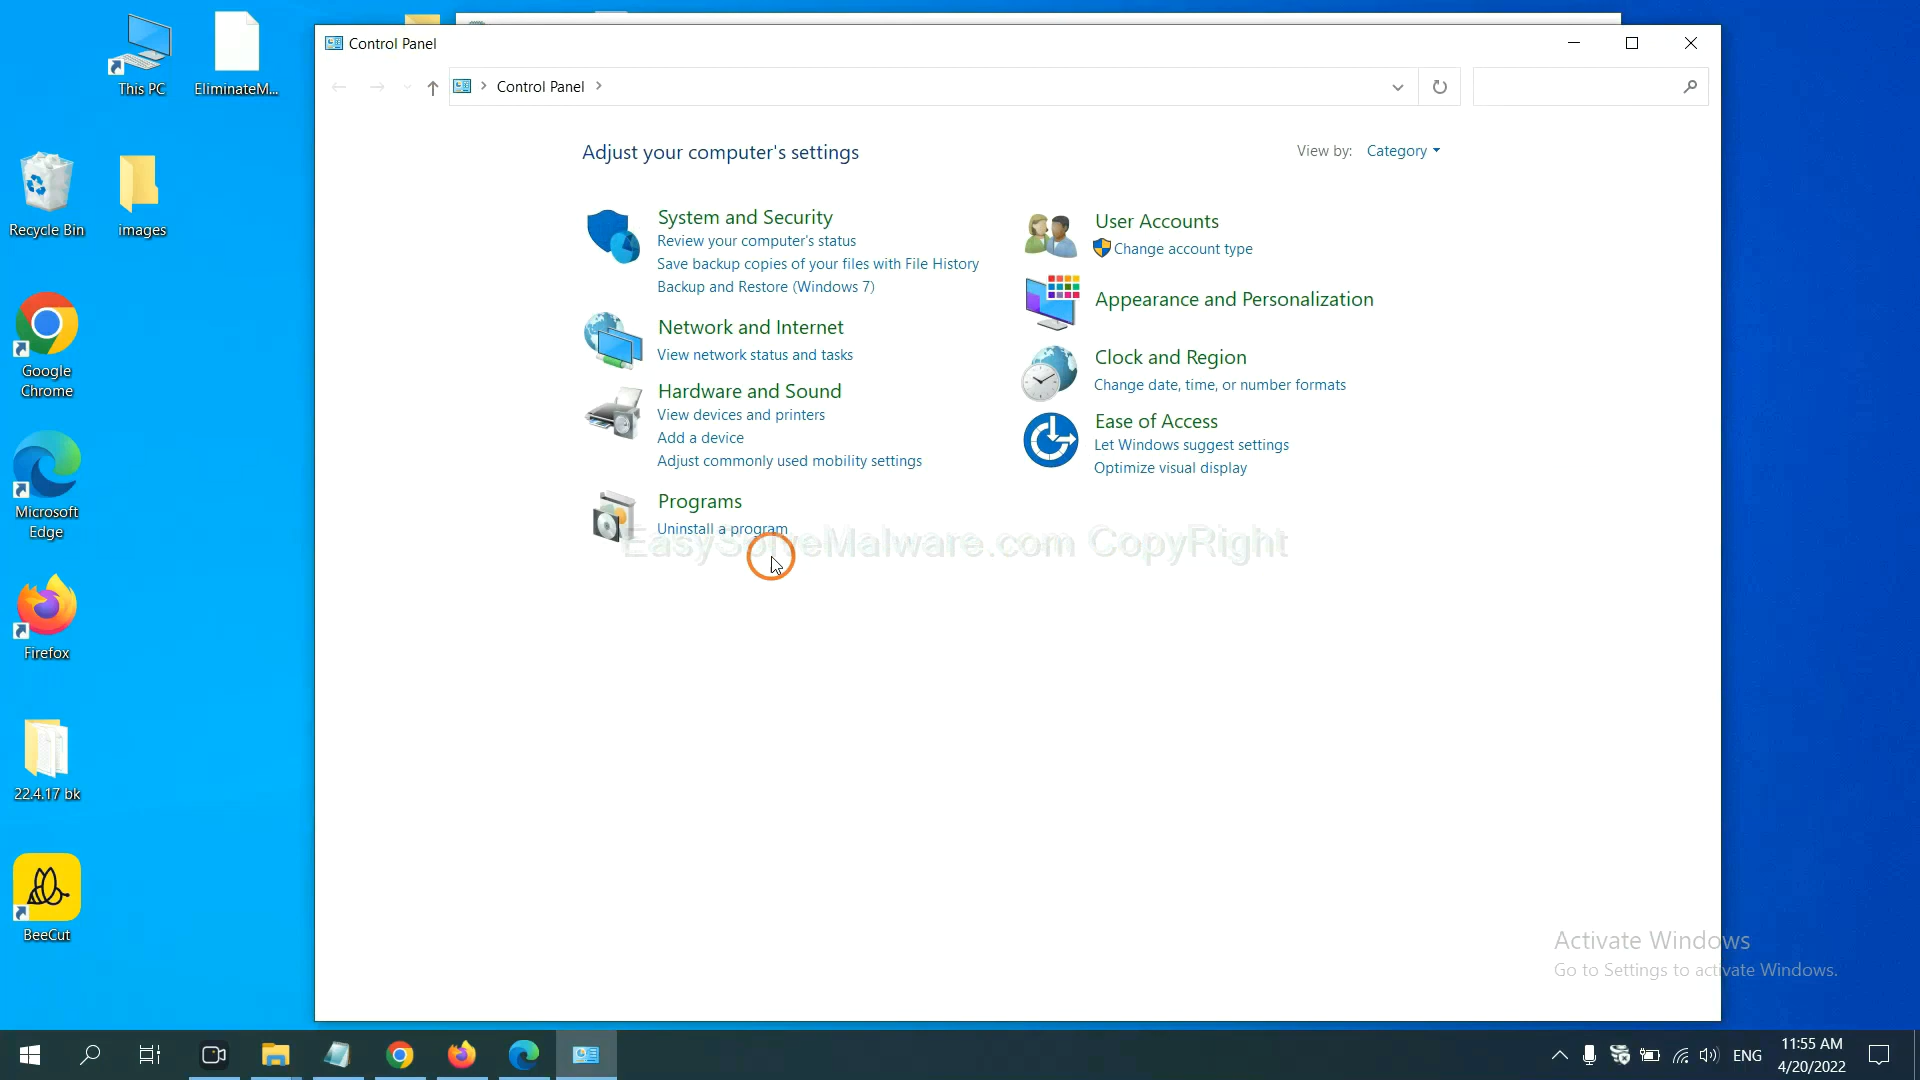 This PC
EliminateM...
Recycle Bin
images
Google
Chrome
Microsoft
Edge
Firefox
22.4.17 bk
BeeCut
Control Panel
Control Panel
Adjust your computer's settings
View by: Category
System and Security
Review your computer's status
Save backup copies of your files with File History
Backup and Restore (Windows 7)
Network and Internet
View network status and tasks
Hardware and Sound
View devices and printers
Add a device
Adjust commonly used mobility settings
Programs
Uninstall a program
User Accounts
Change account type
Appearance and Personalization
Clock and Region
Change date, time, or number formats
Ease of Access
Let Windows suggest settings
Optimize visual display
EasySolveMalware.com CopyRight
Activate Windows
Go to Settings to activate Windows.
ENG
11:55 AM
4/20/2022